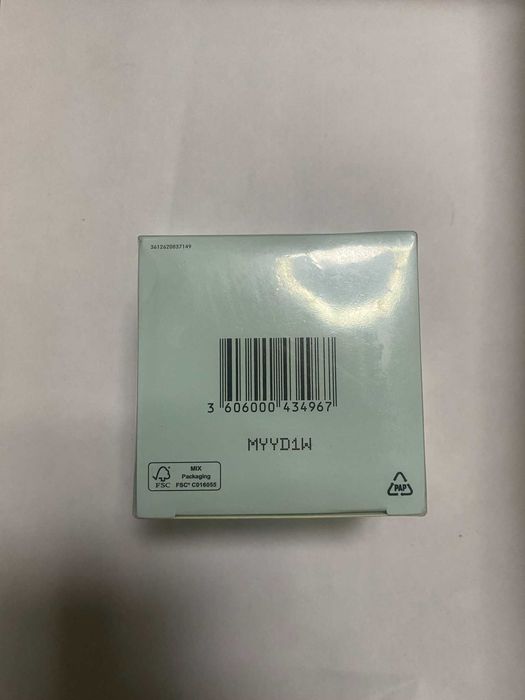 3612620837149
3 606000 434967
MYYD1W
MIX
Packaging
FSC® C016055
FSC
PAP